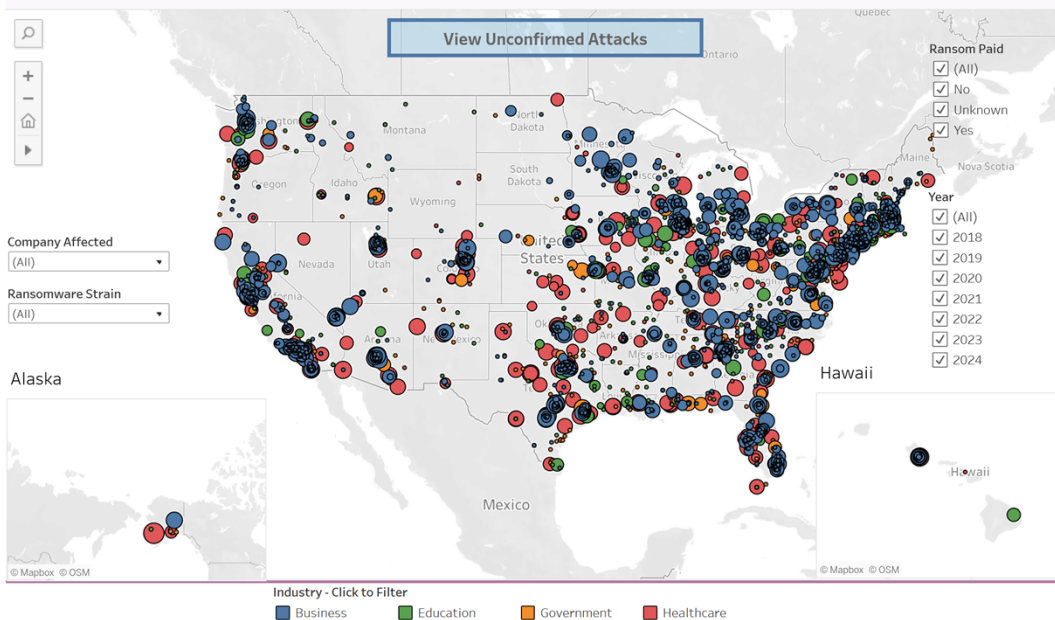 View Unconfirmed Attacks
Quebec
Ontario
Ransom Paid
(All)
No
Unknown
Yes
Montana
North
Dakota
South
Dakota
Oregon
Idaho
Wyoming
Maine
Nova Scotia
Year
(All)
2018
2019
2020
2021
2022
2023
2024
Company Affected
(All)
Ransomware Strain
(All)
Nevada
Utah
States
Mississippi
Alaska
Hawaii
Mexico
Hawaii
© Mapbox © OSM
© Mapbox © OSM
Industry - Click to Filter
Business
Education
Government
Healthcare